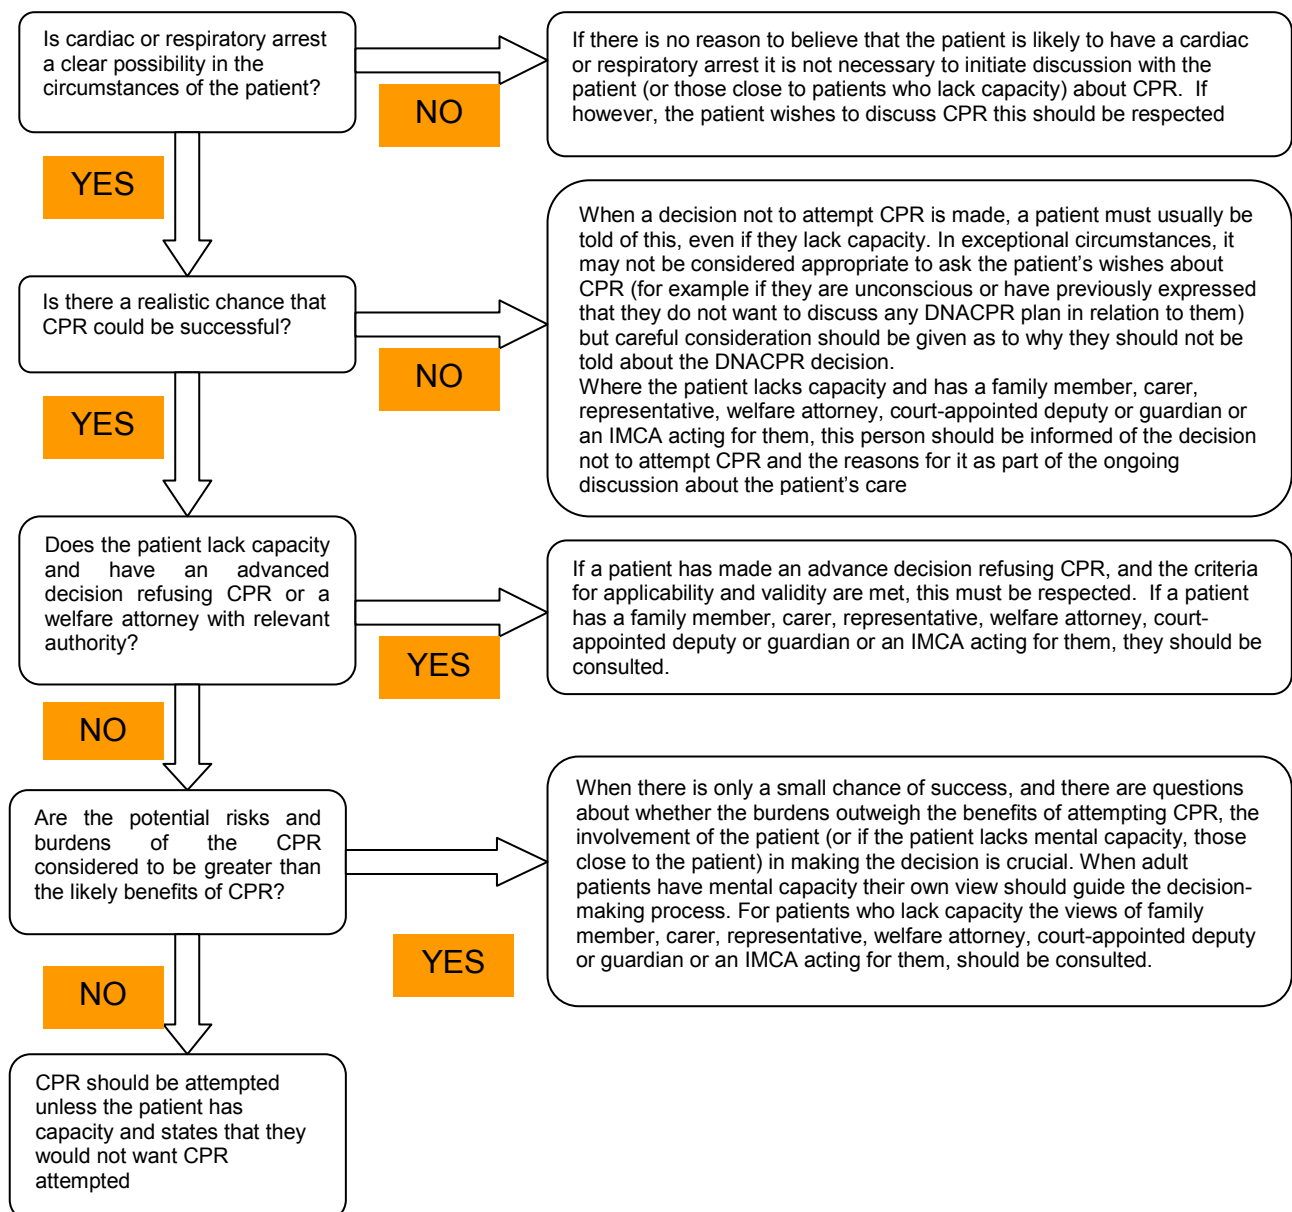 Is cardiac or respiratory arrest
a clear possibility in the
circumstances of the patient?
NO
If there is no reason to believe that the patient is likely to have a cardiac
or respiratory arrest it is not necessary to initiate discussion with the
patient (or those close to patients who lack capacity) about CPR.  If
however, the patient wishes to discuss CPR this should be respected
YES
Is there a realistic chance that
CPR could be successful?
NO
When a decision not to attempt CPR is made, a patient must usually be
told of this, even if they lack capacity. In exceptional circumstances, it
may not be considered appropriate to ask the patient's wishes about
CPR (for example if they are unconscious or have previously expressed
that they do not want to discuss any DNACPR plan in relation to them)
but careful consideration should be given as to why they should not be
told about the DNACPR decision.
Where the patient lacks capacity and has a family member, carer,
representative, welfare attorney, court-appointed deputy or guardian or
an IMCA acting for them, this person should be informed of the decision
not to attempt CPR and the reasons for it as part of the ongoing
discussion about the patient's care
YES
Does the patient lack capacity
and have an advanced
decision refusing CPR or a
welfare attorney with relevant
authority?
YES
If a patient has made an advance decision refusing CPR, and the criteria
for applicability and validity are met, this must be respected.  If a patient
has a family member, carer, representative, welfare attorney, court-
appointed deputy or guardian or an IMCA acting for them, they should be
consulted.
NO
Are the potential risks and
burdens of the CPR
considered to be greater than
the likely benefits of CPR?
YES
When there is only a small chance of success, and there are questions
about whether the burdens outweigh the benefits of attempting CPR, the
involvement of the patient (or if the patient lacks mental capacity, those
close to the patient) in making the decision is crucial. When adult
patients have mental capacity their own view should guide the decision-
making process. For patients who lack capacity the views of family
member, carer, representative, welfare attorney, court-appointed deputy
or guardian or an IMCA acting for them, should be consulted.
NO
CPR should be attempted
unless the patient has
capacity and states that they
would not want CPR
attempted